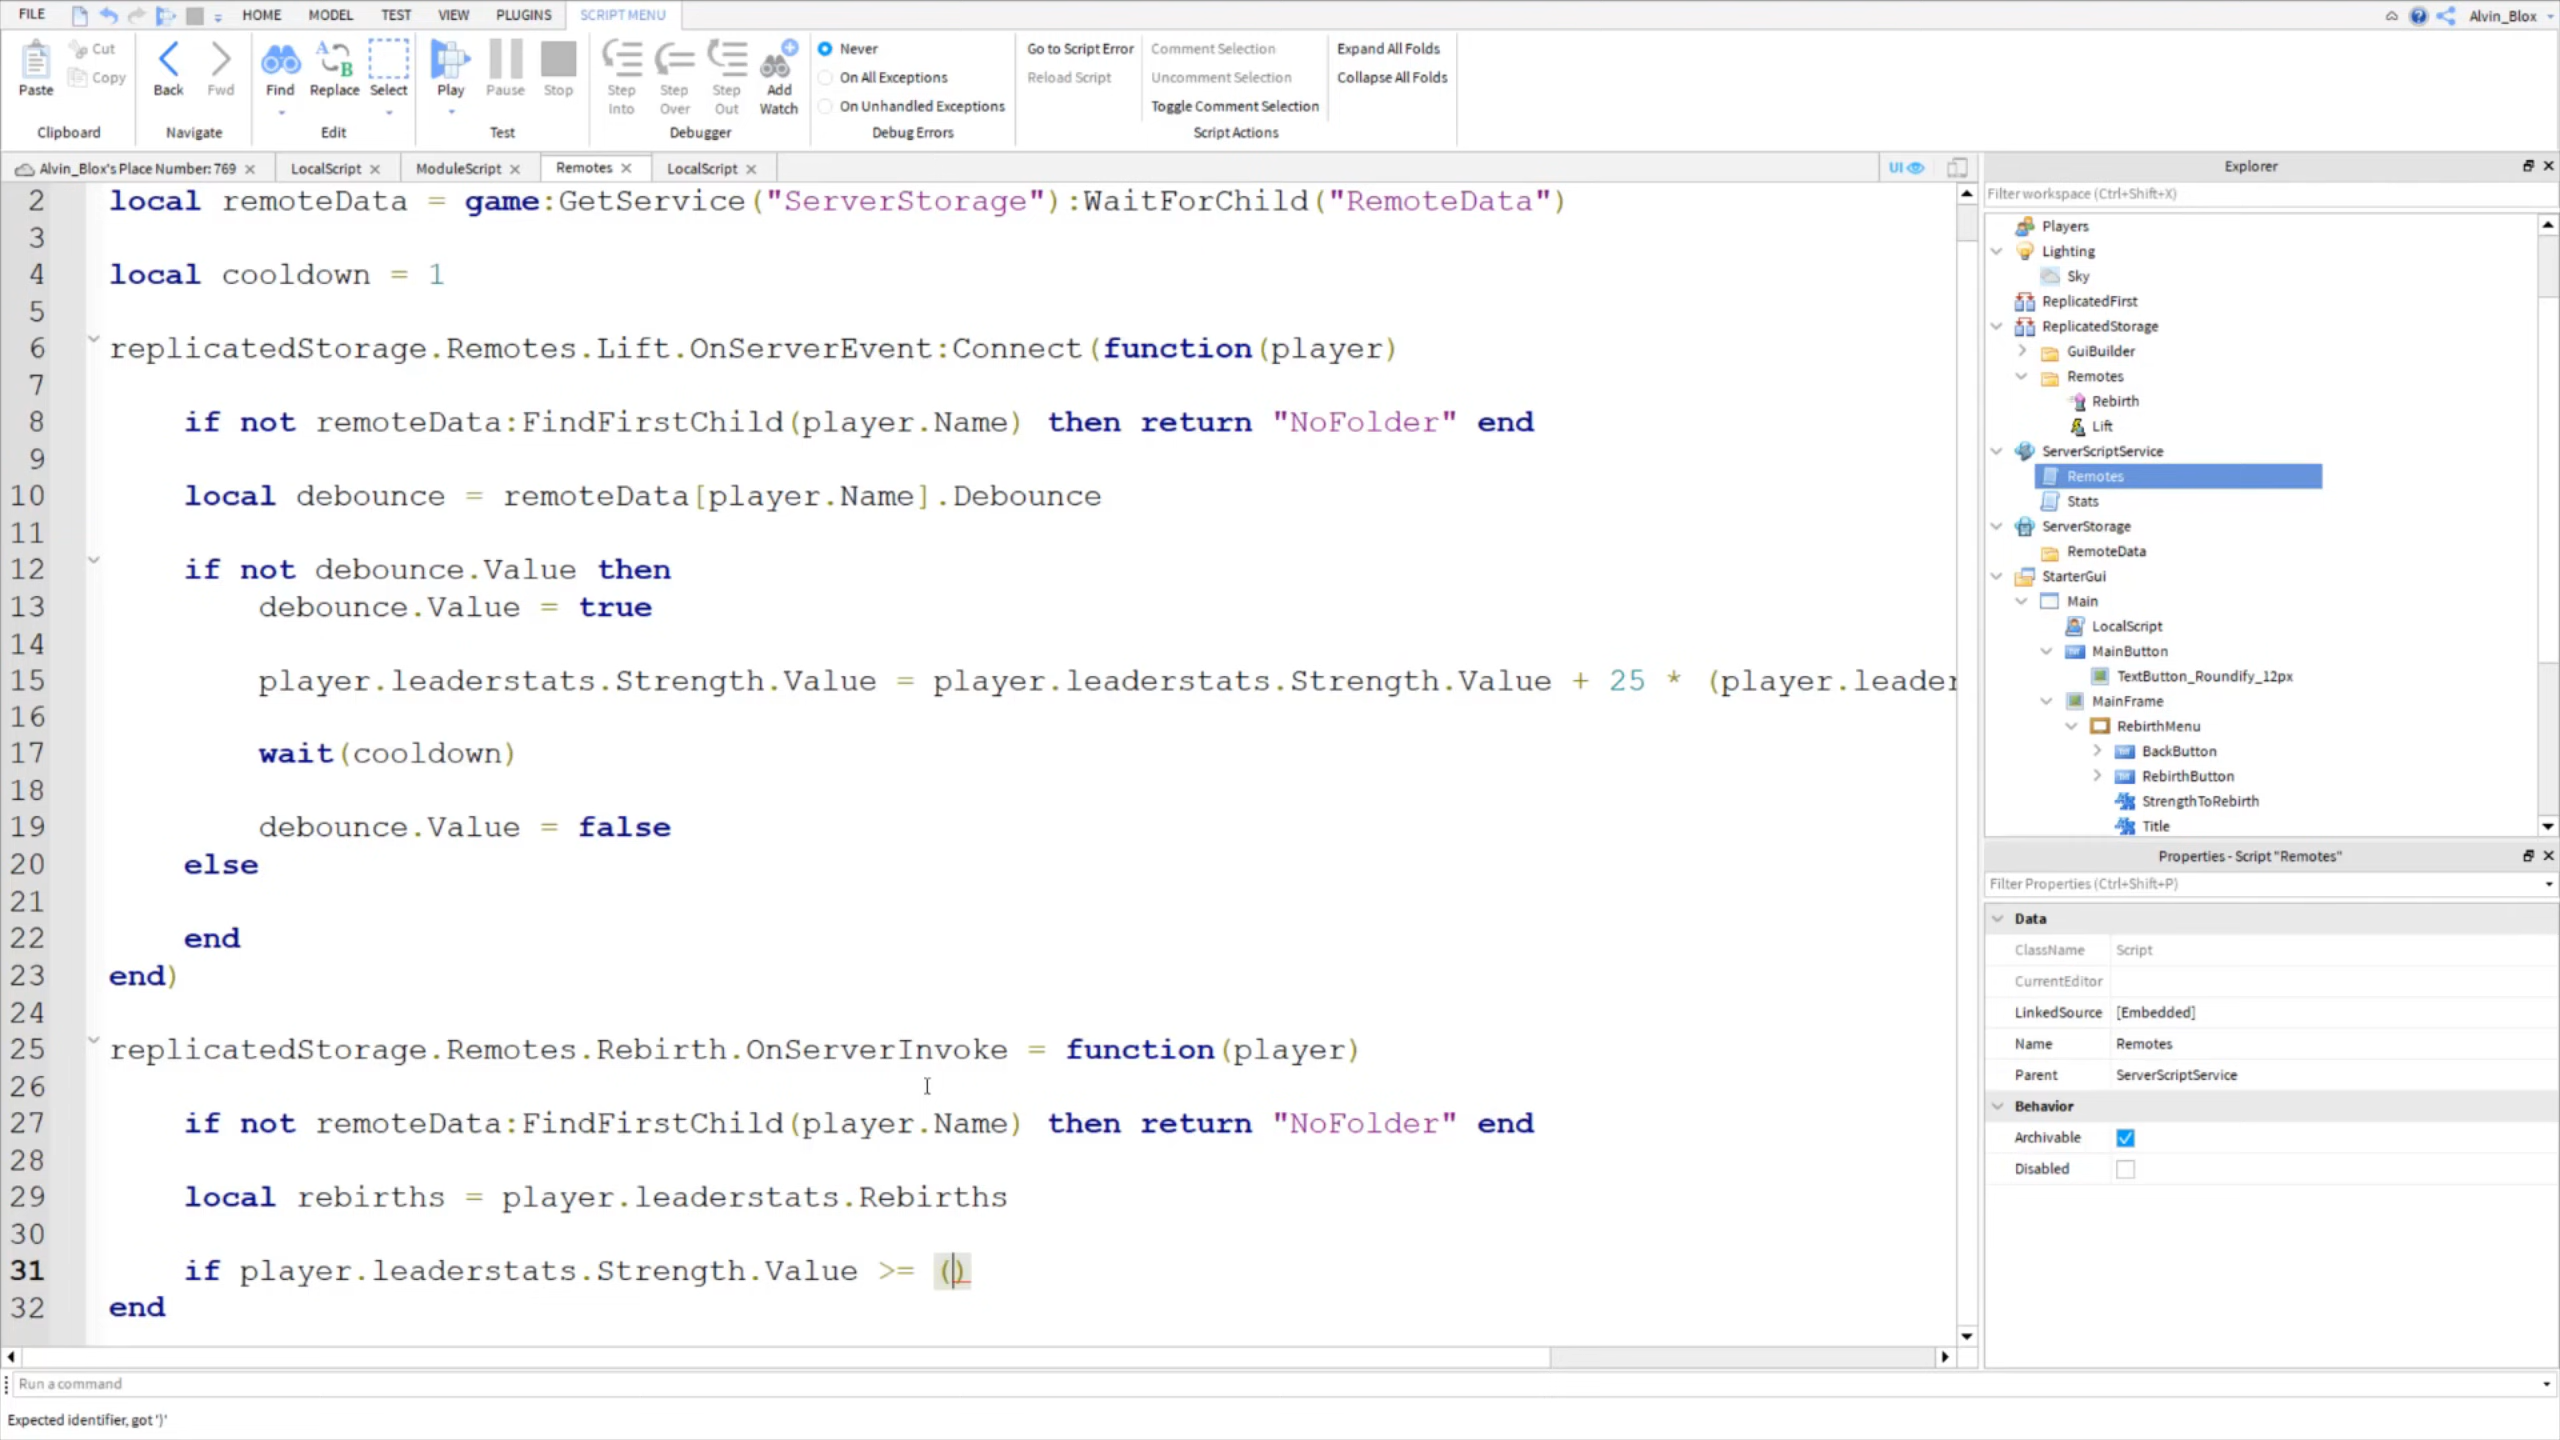 FILE HOME MODEL TEST VIEW PLUGINS SCRIPT MENU Alvin_Blox
Paste Cut Copy Clipboard
Back Fwd Navigate
Find Replace Select Edit
Play Pause Stop Test
Step Into Step Over Step Out Add Watch Debugger
Never
On All Exceptions
On Unhandled Exceptions
Debug Errors
Go to Script Error
Reload Script
Comment Selection
Uncomment Selection
Toggle Comment Selection
Script Actions
Expand All Folds
Collapse All Folds
Alvin_Blox's Place Number: 769 LocalScript ModuleScript Remotes LocalScript UI
2 local remoteData = game:GetService("ServerStorage"):WaitForChild("RemoteData")
3
4 local cooldown = 1
5
6 replicatedStorage.Remotes.Lift.OnServerEvent:Connect(function(player)
7
8 if not remoteData:FindFirstChild(player.Name) then return "NoFolder" end
9
10 local debounce = remoteData[player.Name].Debounce
11
12 if not debounce.Value then
13 debounce.Value = true
14
15 player.leaderstats.Strength.Value = player.leaderstats.Strength.Value + 25 * (player.leader
16
17 wait(cooldown)
18
19 debounce.Value = false
20 else
21
22 end
23 end)
24
25 replicatedStorage.Remotes.Rebirth.OnServerInvoke = function(player)
26
27 if not remoteData:FindFirstChild(player.Name) then return "NoFolder" end
28
29 local rebirths = player.leaderstats.Rebirths
30
31 if player.leaderstats.Strength.Value >= ()
32 end
Run a command
Expected identifier, got ')'
Explorer
Filter workspace (Ctrl+Shift+X)
Players
Lighting
Sky
ReplicatedFirst
ReplicatedStorage
GuiBuilder
Remotes
Rebirth
Lift
ServerScriptService
Remotes
Stats
ServerStorage
RemoteData
StarterGui
Main
LocalScript
MainButton
TextButton_Roundify_12px
MainFrame
RebirthMenu
BackButton
RebirthButton
StrengthToRebirth
Title
Properties - Script "Remotes"
Filter Properties (Ctrl+Shift+P)
Data
ClassName Script
CurrentEditor
LinkedSource [Embedded]
Name Remotes
Parent ServerScriptService
Behavior
Archivable
Disabled